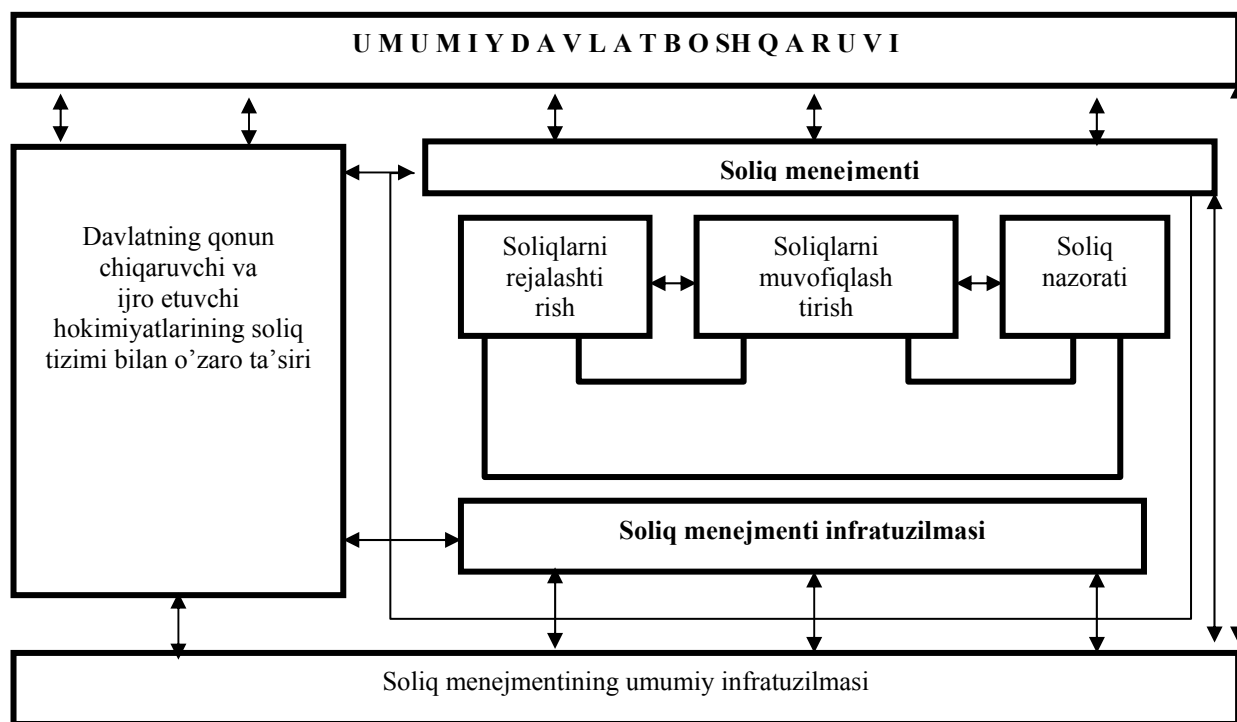 U M U M I Y D A V L A T B O SH Q A R U V I
Soliq menejmenti
Davlatning qonun
chiqaruvchi va
ijro etuvchi
hokimiyatlarining soliq
tizimi bilan o’zaro ta’siri
Soliqlarni
rejalashti
rish
Soliqlarni
muvofiqlash
tirish
Soliq
nazorati
Soliq menejmenti infratuzilmasi
Soliq menejmentining umumiy infratuzilmasi